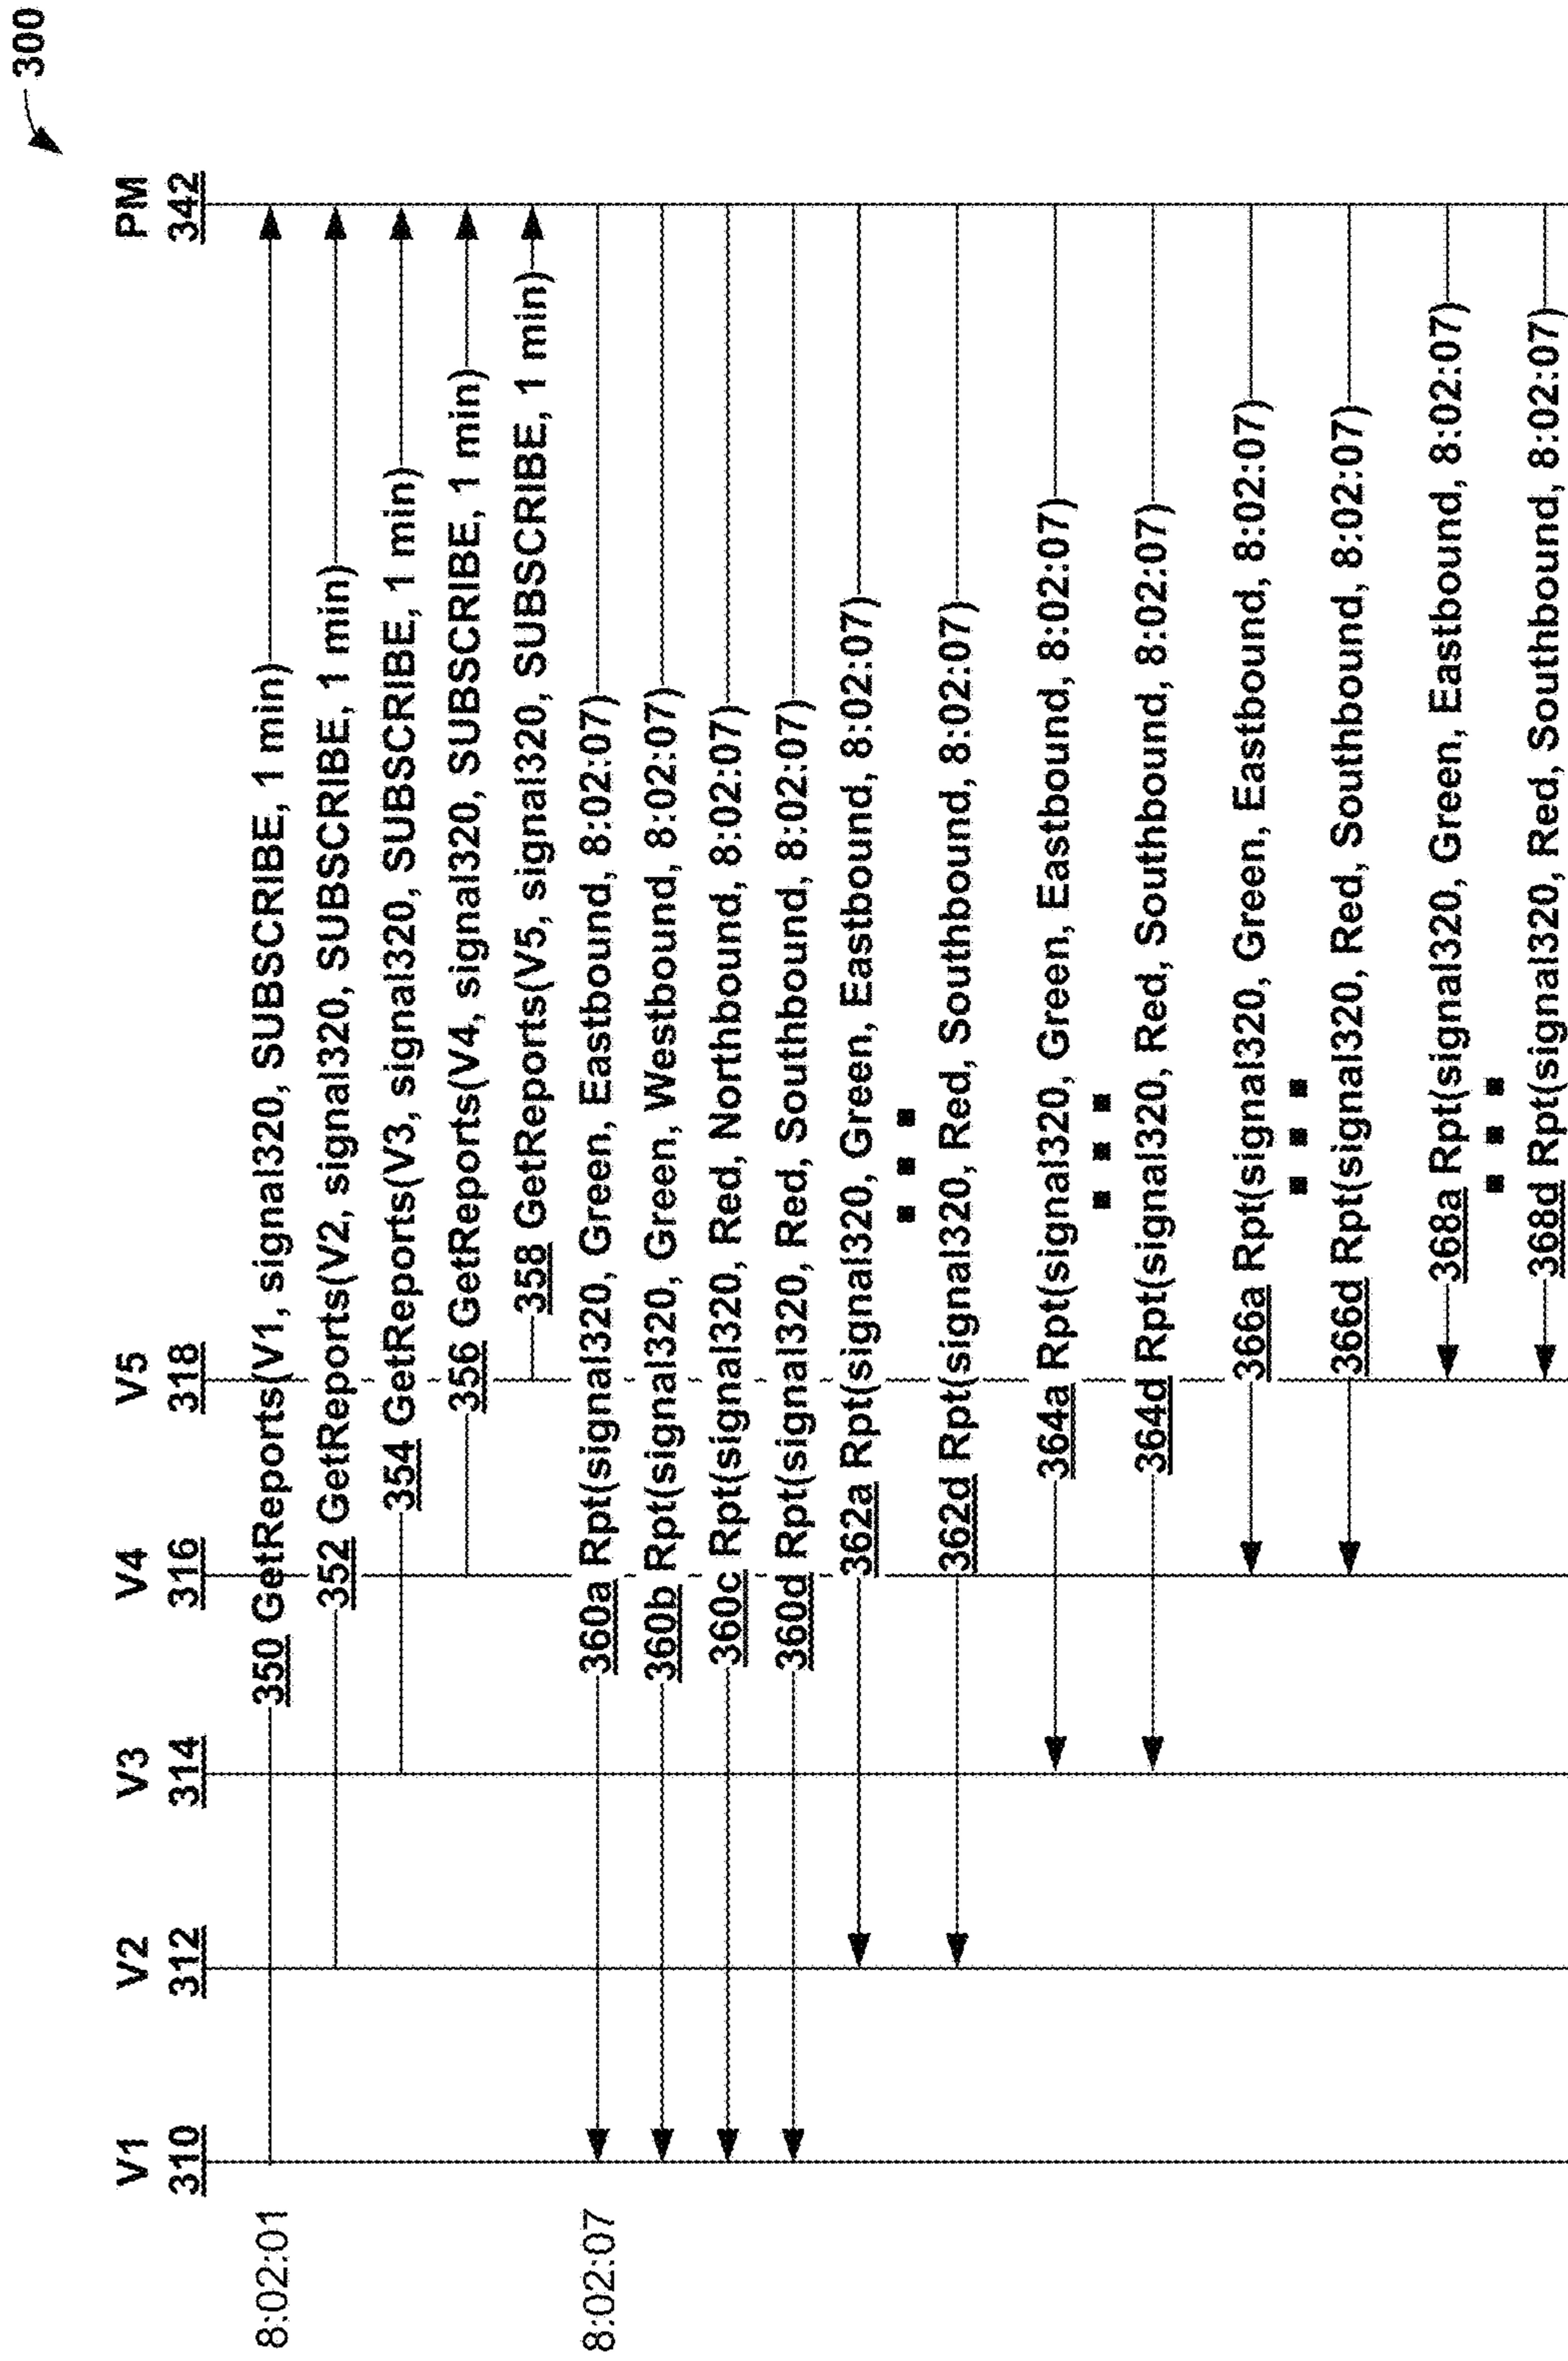 300
V1 V2 V3 V4 V5 PM
310 312 314 316 318 342
8:02:01
350 GetReports(V1, signal320, SUBSCRIBE, 1 min)
352 GetReports(V2, signal320, SUBSCRIBE, 1 min)
354 GetReports(V3, signal320, SUBSCRIBE, 1 min)
356 GetReports(V4, signal320, SUBSCRIBE, 1 min)
358 GetReports(V5, signal320, SUBSCRIBE, 1 min)
8:02:07
360a Rpt(signal320, Green, Eastbound, 8:02:07)
360b Rpt(signal320, Green, Westbound, 8:02:07)
360c Rpt(signal320, Red, Northbound, 8:02:07)
360d Rpt(signal320, Red, Southbound, 8:02:07)
362a Rpt(signal320, Green, Eastbound, 8:02:07)
362d Rpt(signal320, Red, Southbound, 8:02:07)
364a Rpt(signal320, Green, Eastbound, 8:02:07)
364d Rpt(signal320, Red, Southbound, 8:02:07)
366a Rpt(signal320, Green, Eastbound, 8:02:07)
366d Rpt(signal320, Red, Southbound, 8:02:07)
368a Rpt(signal320, Green, Eastbound, 8:02:07)
368d Rpt(signal320, Red, Southbound, 8:02:07)